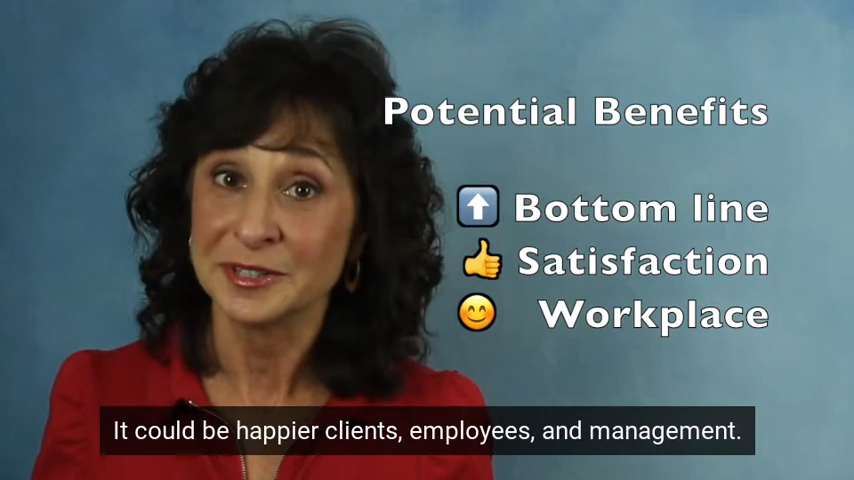 Potential Benefits
⬆️ Bottom line
👍 Satisfaction
😊 Workplace
It could be happier clients, employees, and management.